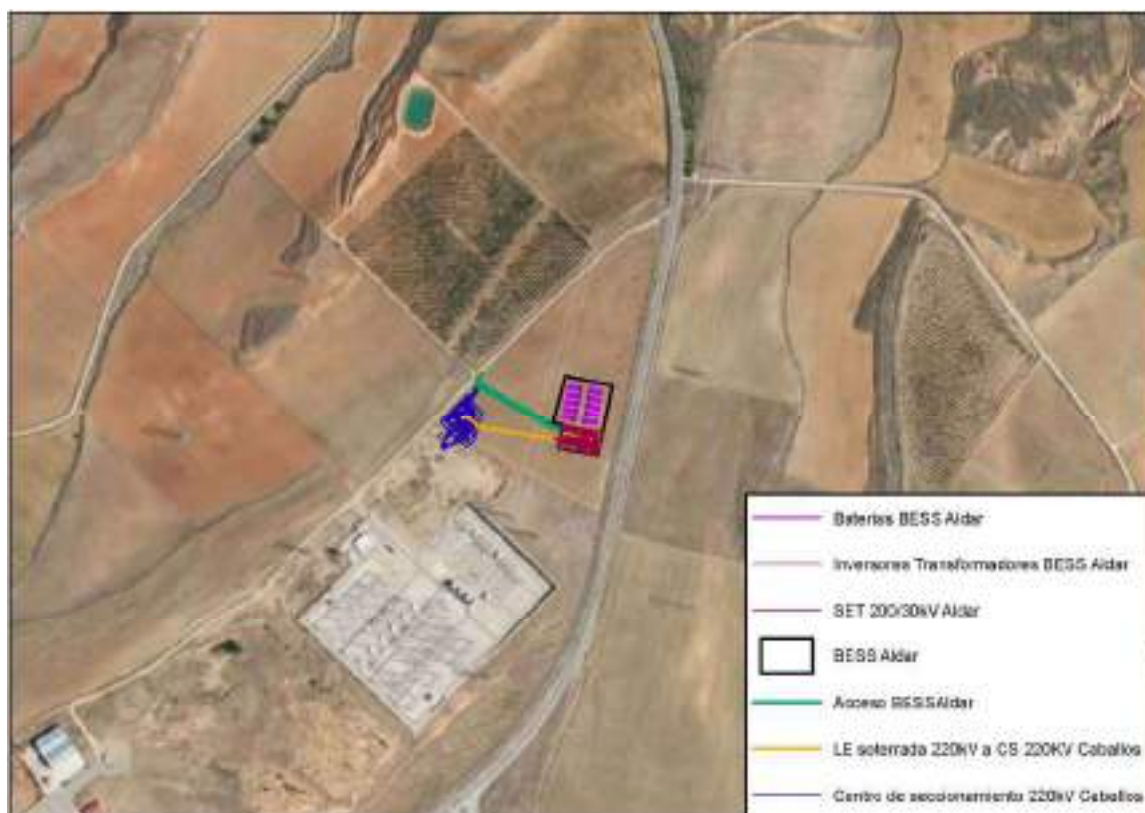 Baterias BESS Aldar
Inversores Transformadores BESS Aldar
SET 200/30kV Aldar
BESS Aldar
Acceso BESSAldar
LE soterrada 220kV a CS 220KV Caballos
Centro de seccionamiento 220kV Caballos